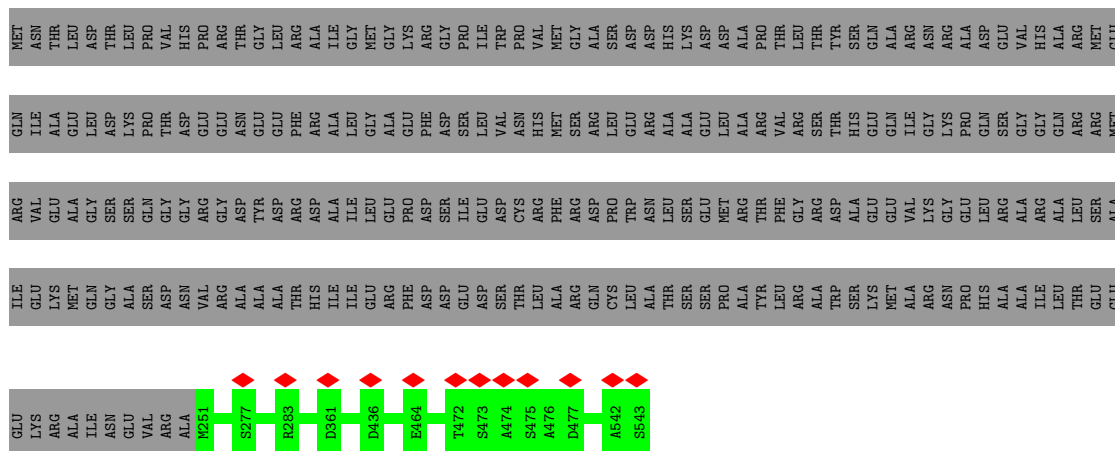 MET ASN THR LEU ASP THR LEU PRO VAL HIS PRO ARG THR GLY LEU ARG ALA ILE GLY MET GLY LYS ARG GLY PRO ILE TRP PRO VAL MET GLY ALA SER ASP ASP HIS LYS ASP ASP ALA PRO THR LEU THR TYR SER GLN ALA ARG ASN ARG ALA ASP GLU VAL HIS ALA ARG MET GLU
GLN ILE ALA GLU LEU ASP LYS PRO THR ASP GLU GLU ASN GLU GLU PHE ARG ALA LEU GLY ALA GLU PHE ASP SER LEU VAL ASN HIS MET SER ARG LEU GLU ARG ALA ALA GLU LEU ALA ARG VAL ARG SER THR HIS GLU GLN ILE GLY LYS PRO GLN SER GLY GLY GLN ARG ARG MET
ARG VAL GLU ALA GLY SER SER GLN GLY GLY ARG GLY ASP TYR ASP ARG ASP ALA ILE LEU GLU PRO ASP SER ILE GLU ASP CYS ARG PHE ARG ASP PRO TRP ASN LEU SER GLU MET ARG THR PHE GLY ARG ASP ALA GLU GLU VAL LYS GLY GLU LEU ARG ALA ARG ALA LEU SER ALA
ILE GLU LYS MET GLN GLY ALA SER ASP ASN VAL ARG ALA ALA ALA THR HIS ILE ILE GLU ARG PHE ASP ASP GLU ASP SER THR LEU ALA ARG GLN CYS LEU ALA THR SER SER PRO ALA TYR LEU ARG ALA TRP SER LYS MET ALA ARG ASN PRO HIS ALA ALA ILE LEU THR GLU GLU
GLU LYS ARG ALA ILE ASN GLU VAL ARG ALA M251 S277 R283 D361 D436 E464 T472 S473 A474 S475 A476 D477 A542 S543